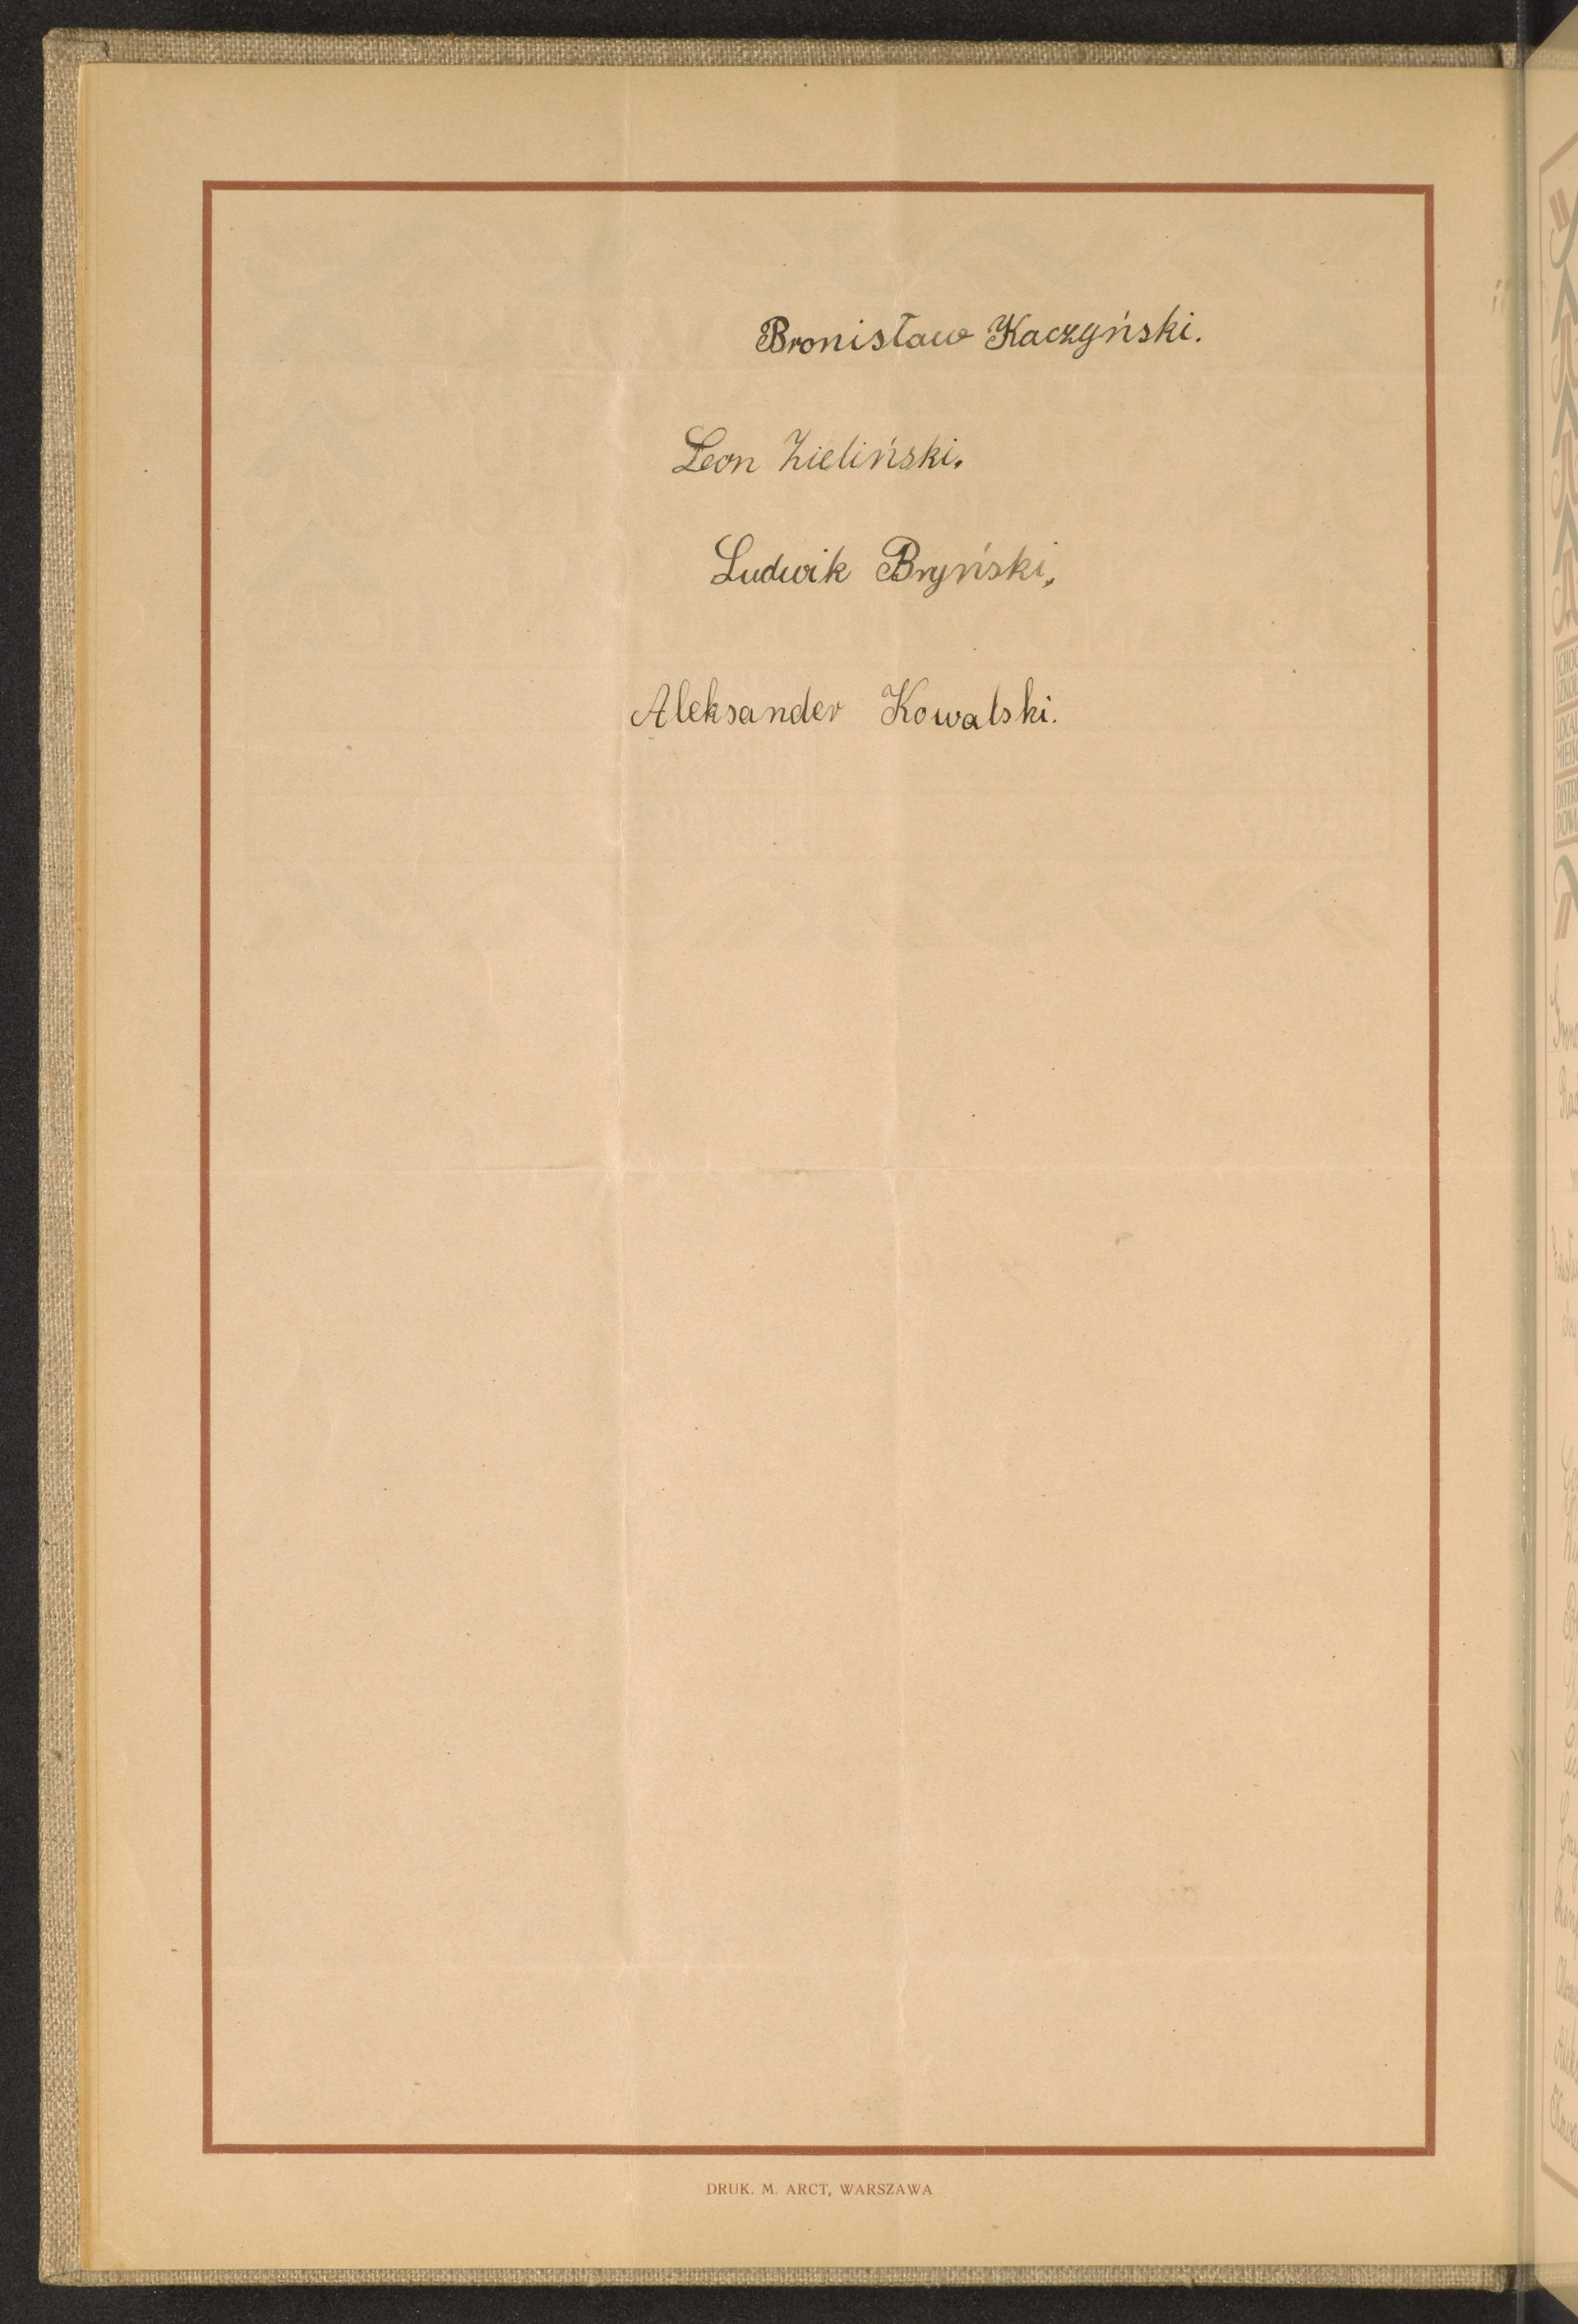 Bronisław Kaczyński.
Leon Zieliński.
Ludwik Bryński,
Aleksander Kowalski.
DRUK. M. ARCT, WARSZAWA